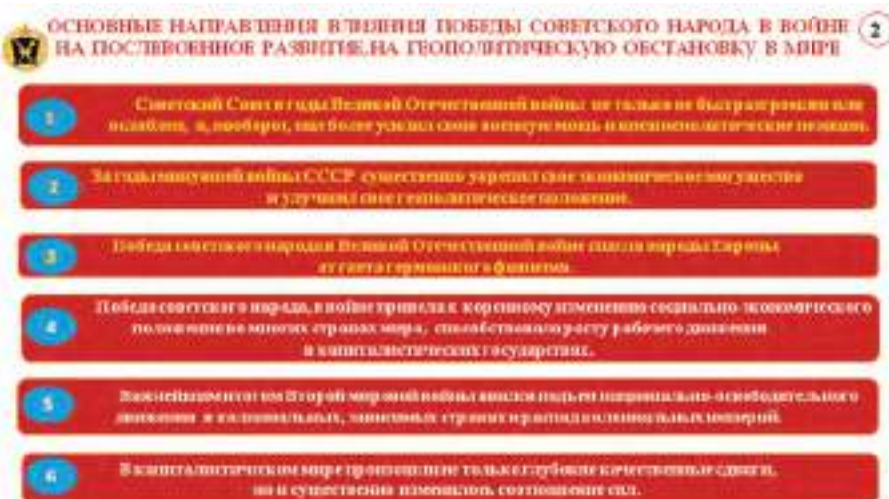 ОСНОВНЫЕ НАПРАВЛЕНИЯ ВЛИЯНИЯ ПОБЕДЫ СОВЕТСКОГО НАРОДА В ВОЙНЕ
НА ПОСЛЕВОЕННОЕ РАЗВИТИЕ, НА ГЕОПОЛИТИЧЕСКУЮ ОБСТАНОВКУ В МИРЕ
2
1
Советский Союз в годы Великой Отечественной войны не только не был разгромлен или
ослаблен, а, наоборот, еще более усилил свою военную мощь и внешнеполитические позиции.
2
За годы минувшей войны СССР существенно укрепил свое экономическое могущество
и улучшил свое геополитическое положение.
3
Победа советского народа в Великой Отечественной войне спасла народы Европы
от гнета германского фашизма.
4
Победа советского народа, в войне привела к коренному изменению социально-экономического
положения во многих странах мира, способствовало росту рабочего движения
в капиталистических государствах.
5
Важнейшим итогом Второй мировой войны явился подъем национально-освободительного
движения в колониальных, зависимых странах и распад колониальных империй.
6
В капиталистическом мире произошли не только глубокие качественные сдвиги,
но и существенно изменилось соотношение сил.